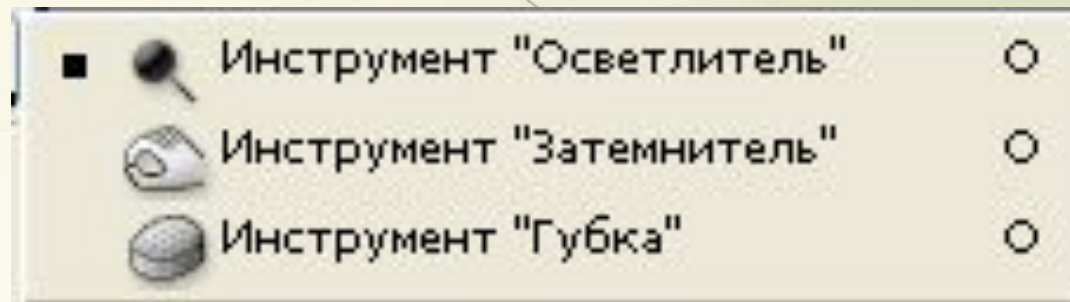 Инструмент "Осветлитель" O
Инструмент "Затемнитель" O
Инструмент "Губка" O